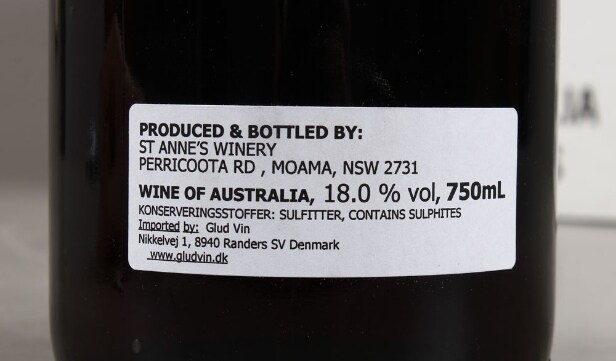 PRODUCED & BOTTLED BY:
ST ANNE'S WINERY
PERRICOOTA RD , MOAMA, NSW 2731
WINE OF AUSTRALIA, 18.0 % vol, 750mL
KONSERVERINGSSTOFFER: SULFITTER, CONTAINS SULPHITES
Imported by: Glud Vin
Nikkelvej 1, 8940 Randers SV Denmark
www.gludvin.dk